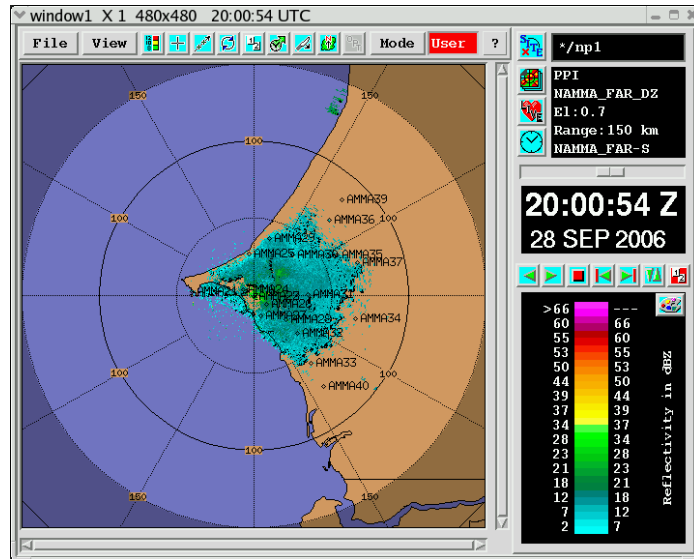 window1 X 1 480x480 20:00:54 UTC
File View Mode User ?
*/np1
PPI
NAMMA_FAR_DZ
El:0.7
Range:150 km
NAMMA_FAR-S
20:00:54 Z
28 SEP 2006
150 150
100
AMMA39
100 AMMA36 100
AMMA29
AMMA25 AMMA30 AMMA35
AMMA37
AMMA34
AMMA32
AMMA33
100 100
AMMA40
100
150 150
>66 ---
60 66
55 60
53 55
50 53
44 50
39 44
37 39
34 37
28 34
23 28
21 23
18 21
12 18
7 12
2 7
Reflectivity in dBZ